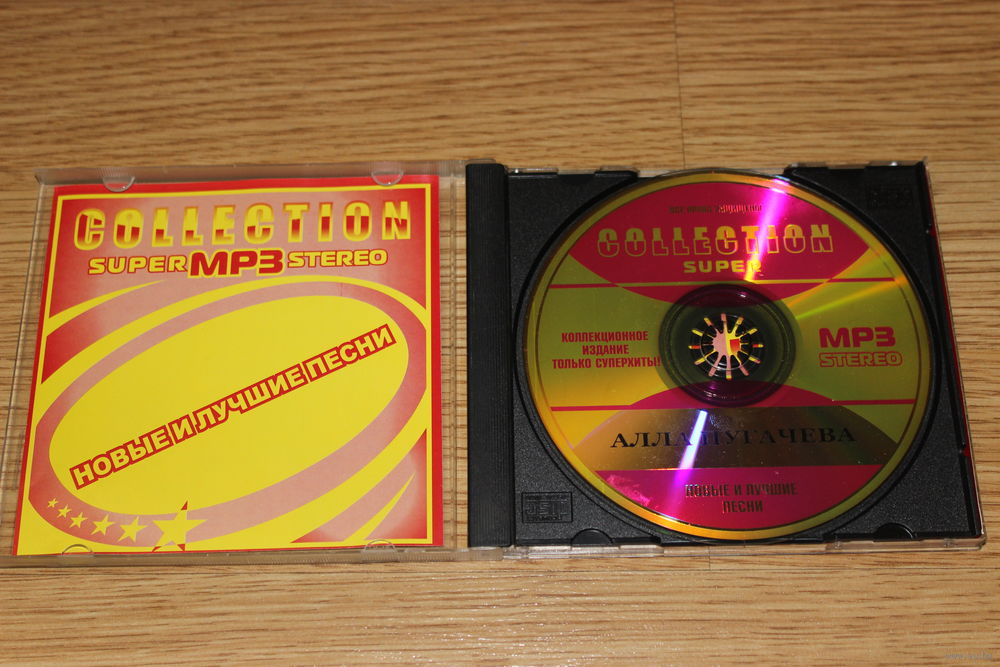 COLLECTION
SUPER MP3 STEREO
НОВЫЕ И ЛУЧШИЕ ПЕСНИ
COLLECTION
SUPER
КОЛЛЕКЦИОННОЕ
ИЗДАНИЕ
ТОЛЬКО СУПЕРХИТЫ!
MP3
STEREO
АЛЛА ПУГАЧЕВА
НОВЫЕ И ЛУЧШИЕ
ПЕСНИ